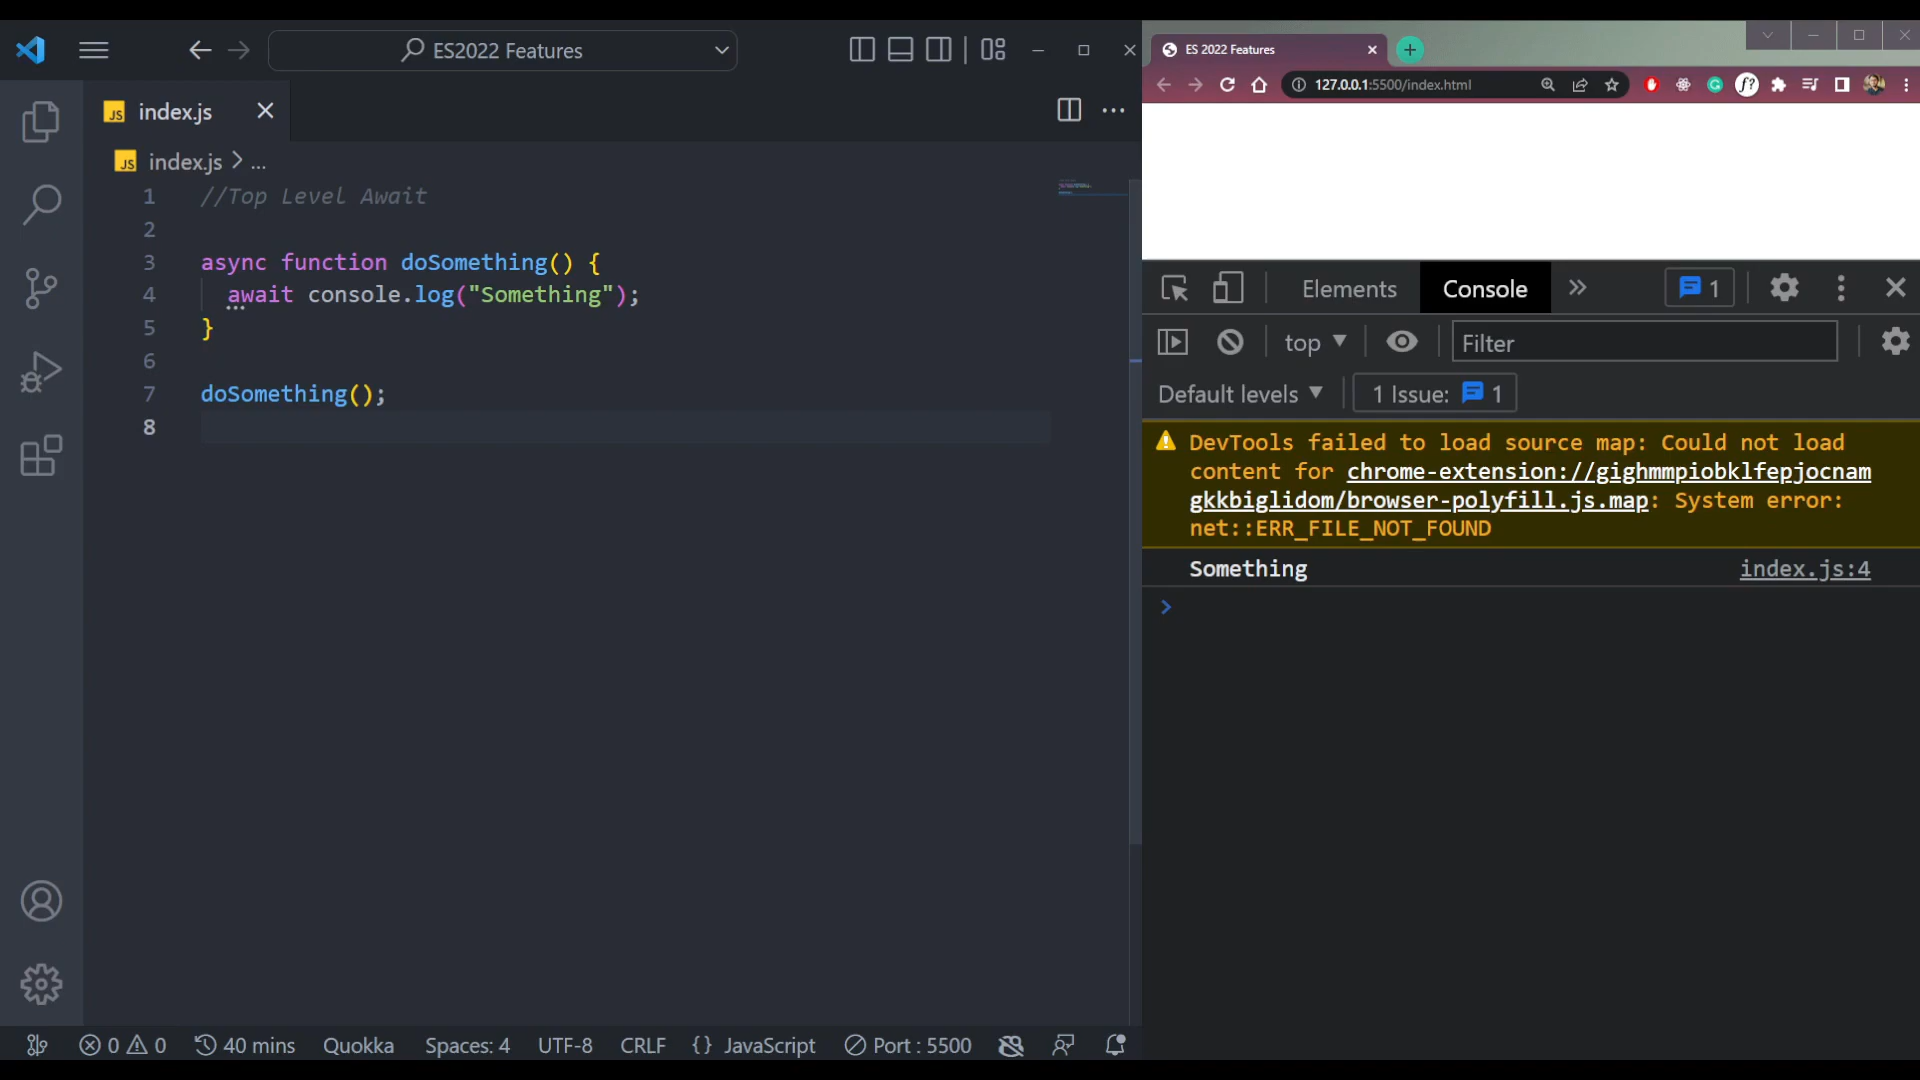 ES2022 Features
JS index.js
JS index.js > ...
1 //Top Level Await
2
3 async function doSomething() {
4 await console.log("Something");
5 }
6
7 doSomething();
8
0 0 40 mins Quokka Spaces: 4 UTF-8 CRLF {} JavaScript Port : 5500
ES 2022 Features
127.0.0.1:5500/index.html f?
Elements Console » 1
top Filter
Default levels 1 Issue: 1
DevTools failed to load source map: Could not load
content for chrome-extension://gighmmpiobklfepjocnam
gkkbiglidom/browser-polyfill.js.map: System error:
net::ERR_FILE_NOT_FOUND
Something index.js:4
>